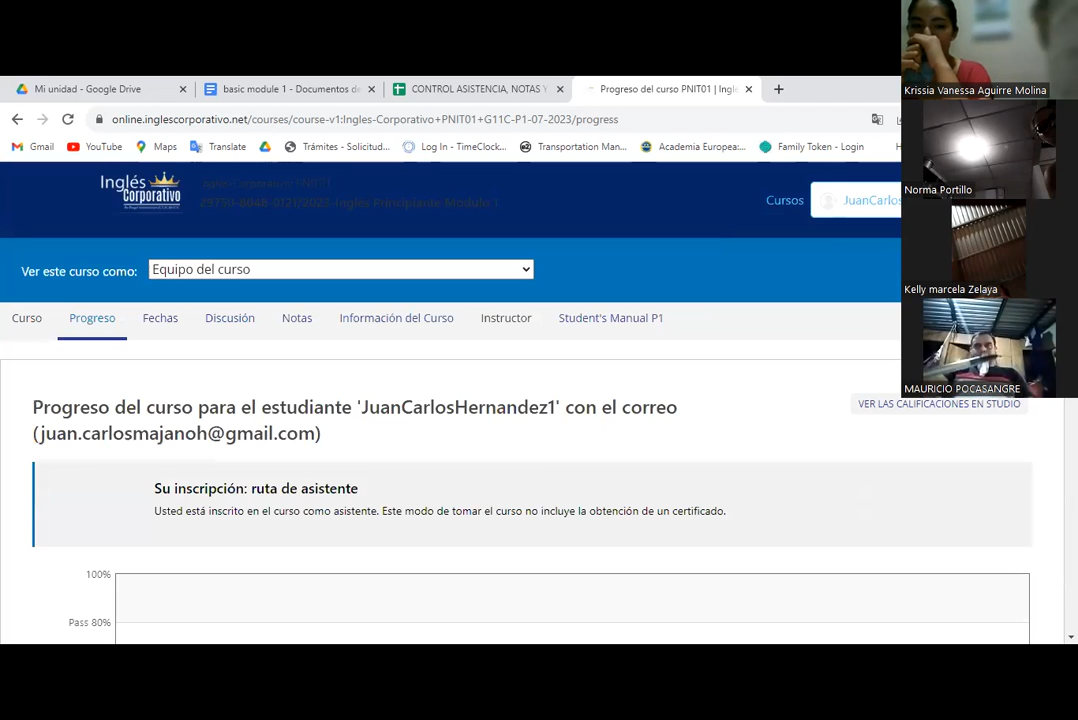 Mi unidad - Google Drive
basic module 1 - Documentos de
CONTROL ASISTENCIA, NOTAS Y
Progreso del curso PNIT01 | Ingl
online.inglescorporativo.net/courses/course-v1:Ingles-Corporativo+PNIT01+G11C-P1-07-2023/progress
Gmail
YouTube
Maps
Translate
Trámites - Solicitud...
Log In - TimeClock...
Transportation Man...
Academia Europea:...
Family Token - Login
Inglés
Corporativo
Cursos
JuanCarlos
Ver este curso como:
Equipo del curso
Curso
Progreso
Fechas
Discusión
Notas
Información del Curso
Instructor
Student's Manual P1
Progreso del curso para el estudiante 'JuanCarlosHernandez1' con el correo
(juan.carlosmajanoh@gmail.com)
VER LAS CALIFICACIONES EN STUDIO
Su inscripción: ruta de asistente
Usted está inscrito en el curso como asistente. Este modo de tomar el curso no incluye la obtención de un certificado.
100%
Pass 80%
Krissia Vanessa Aguirre Molina
Norma Portillo
Kelly marcela Zelaya
MAURICIO POCASANGRE